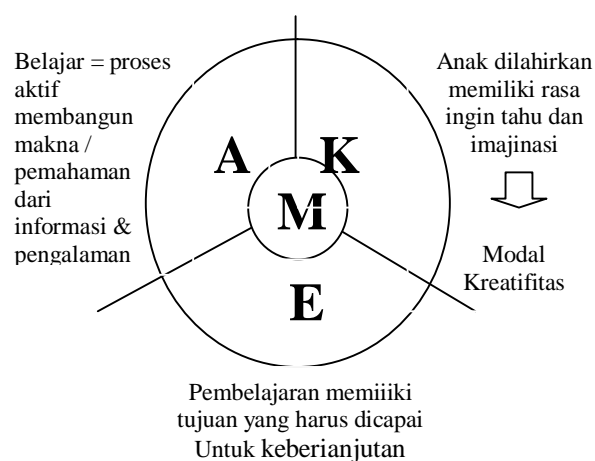 Belajar = proses
aktif
membangun
makna /
pemahaman
dari
informasi &
pengalaman
A
K
M
E
Anak dilahirkan
memiliki rasa
ingin tahu dan
imajinasi
Modal
Kreatifitas
Pembelajaran memiiiki
tujuan yang harus dicapai
Untuk keberianjutan